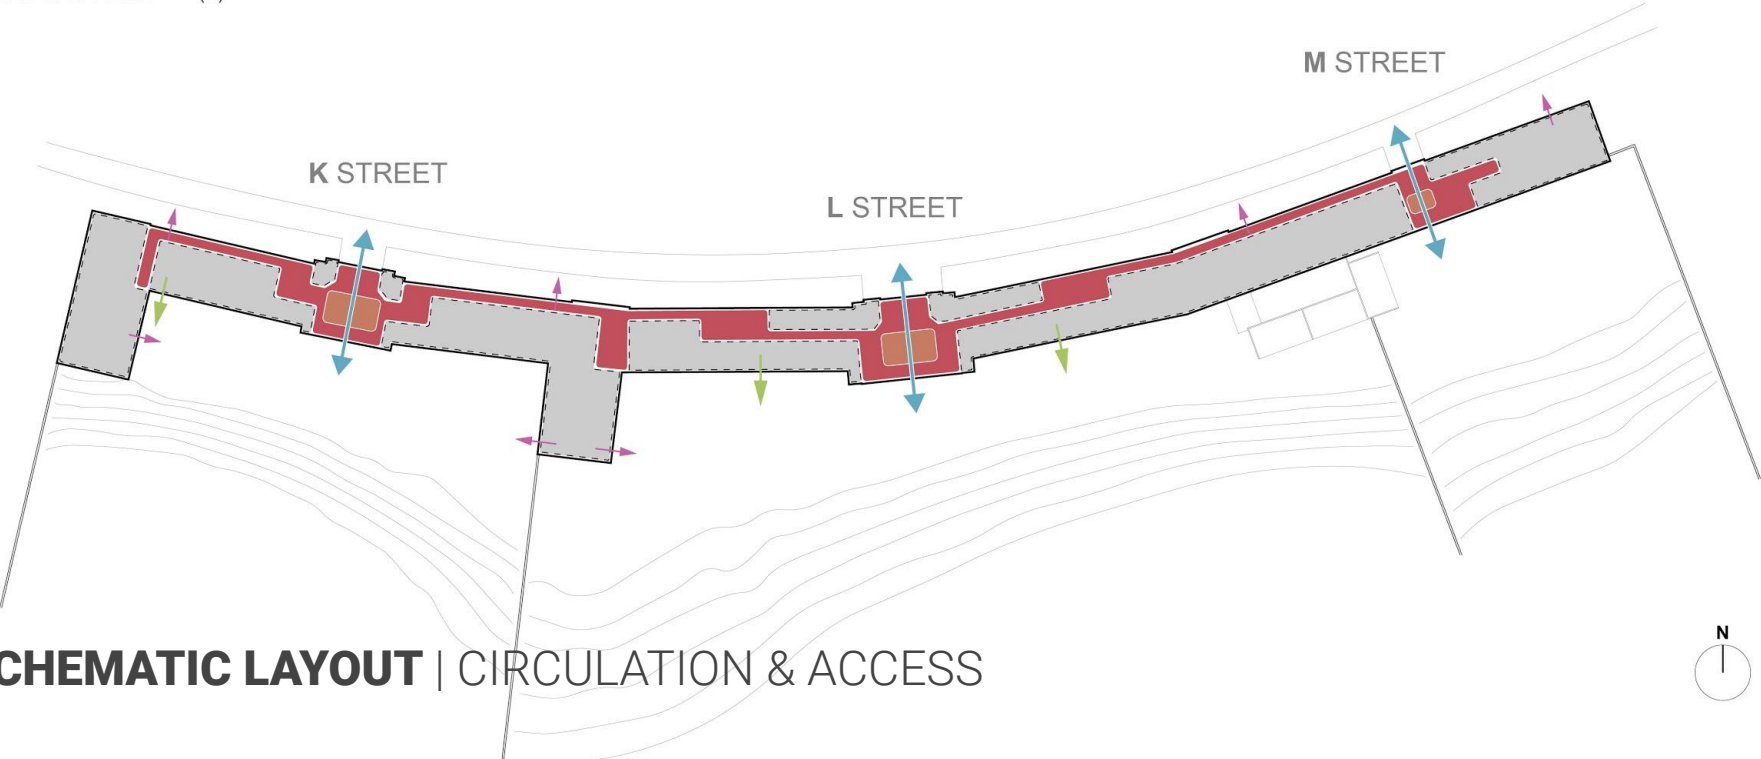 M STREET
K STREET
L STREET
N
CHEMATIC LAYOUT | CIRCULATION & ACCESS